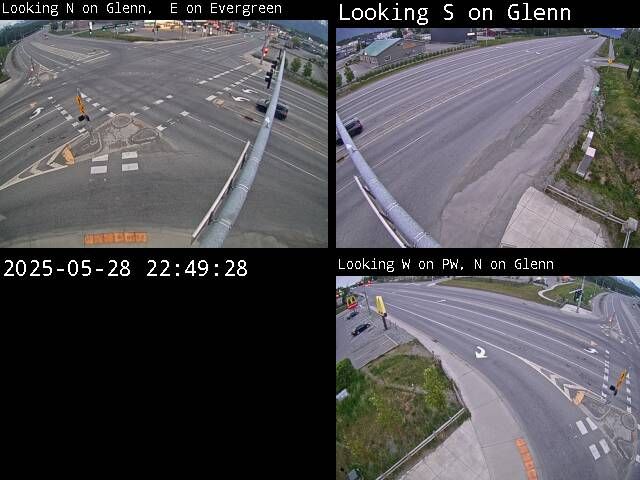 Looking N on Glenn,  E on Evergreen
Looking S on Glenn
2025-05-28 22:49:28
Looking W on PW, N on Glenn